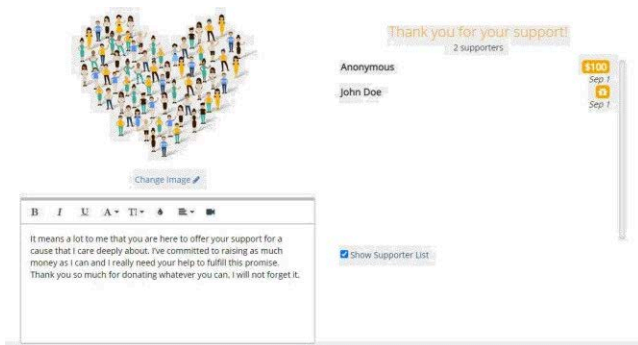 Thank you for your support!
2 supporters
Anonymous
$100
Sep 1
John Doe
Sep 1
Change Image
B I U A TI
It means a lot to me that you are here to offer your support for a
cause that I care deeply about. I've committed to raising as much
money as I can and I really need your help to fulfill this promise.
Thank you so much for donating whatever you can. I will not forget it.
Show Supporter List